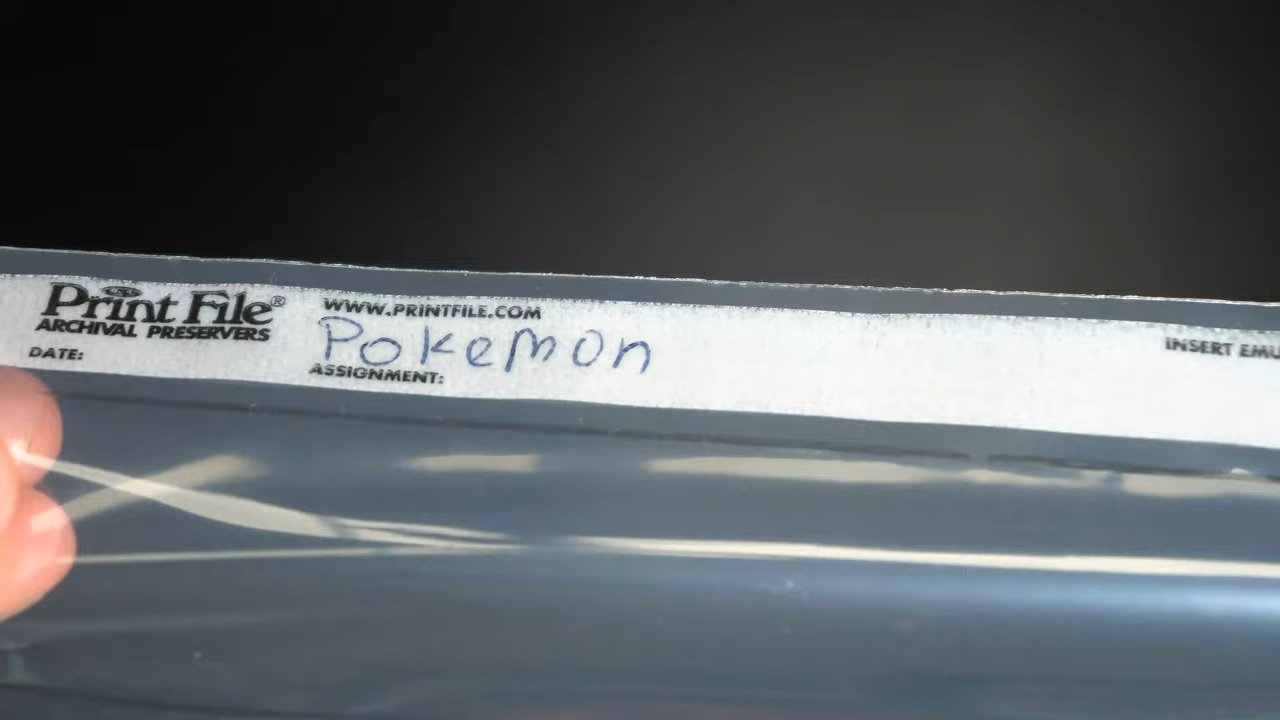 Print File®
ARCHIVAL PRESERVERS
DATE:
WWW.PRINTFILE.COM
Pokemon
ASSIGNMENT:
INSERT EMU